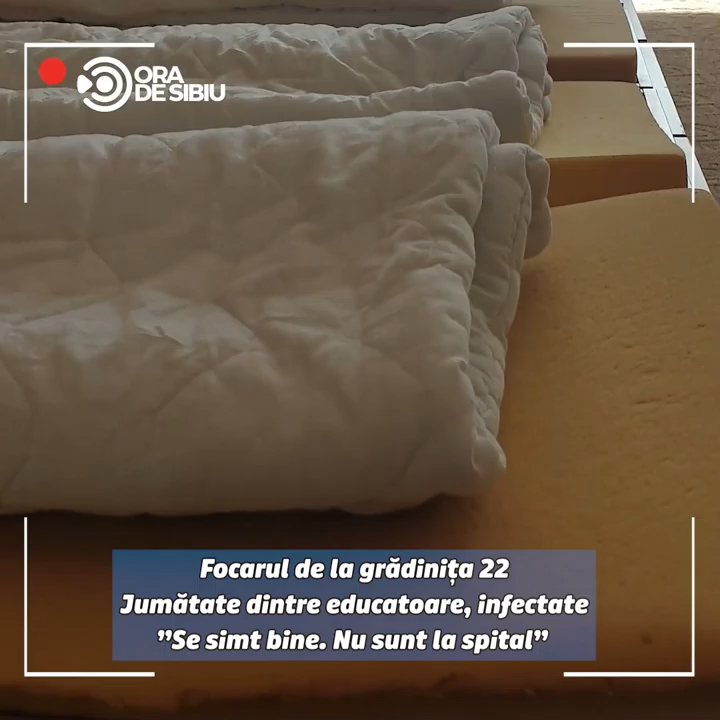 ORA
DE SIBIU
Focarul de la grădinița 22
Jumătate dintre educatoare, infectate
”Se simt bine. Nu sunt la spital”